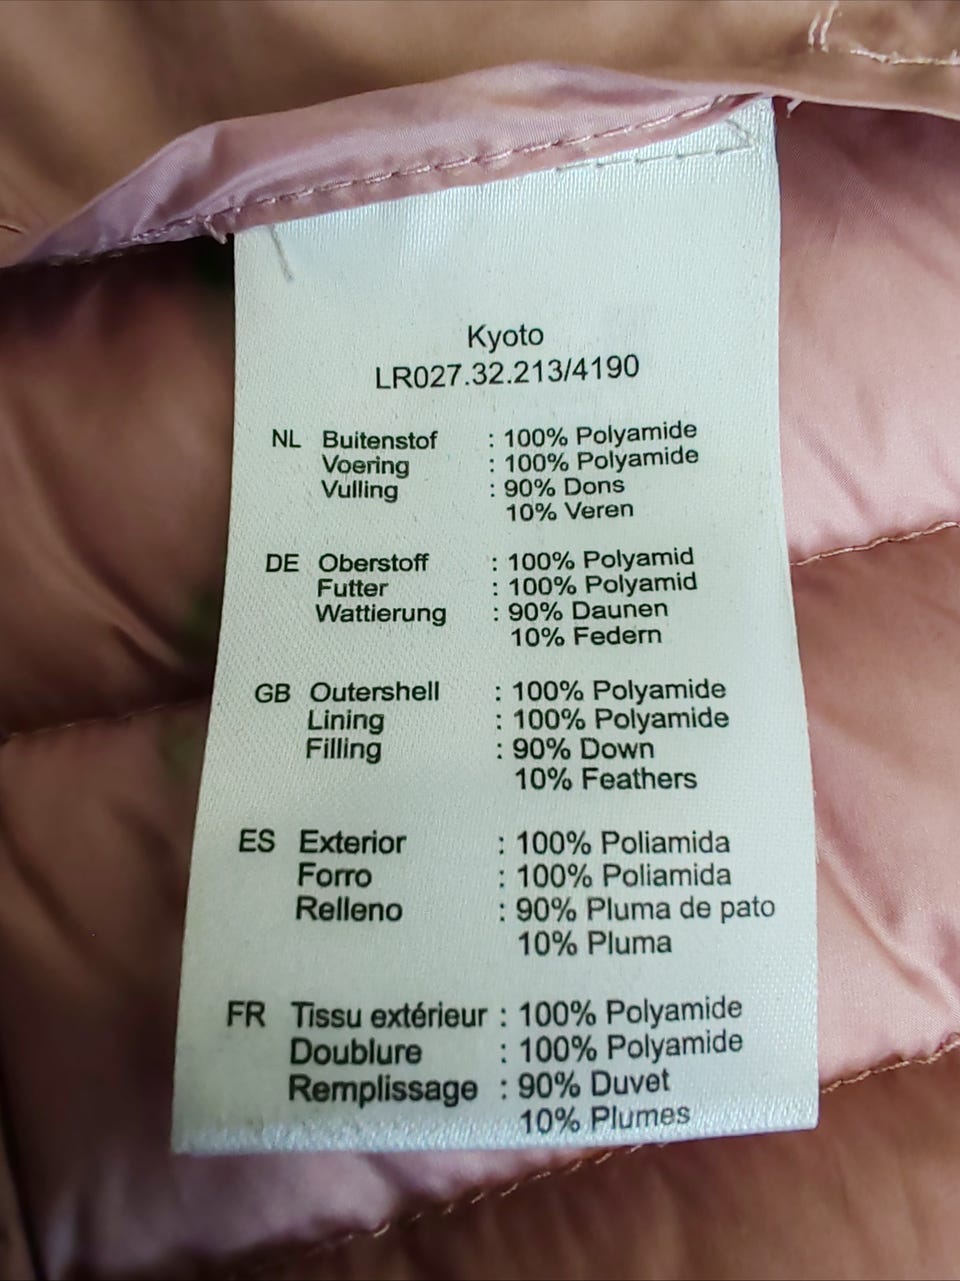 Kyoto
LR027.32.213/4190
NL Buitenstof : 100% Polyamide
Voering : 100% Polyamide
Vulling : 90% Dons
10% Veren
DE Oberstoff : 100% Polyamid
Futter : 100% Polyamid
Wattierung : 90% Daunen
10% Federn
GB Outershell : 100% Polyamide
Lining : 100% Polyamide
Filling : 90% Down
10% Feathers
ES Exterior : 100% Poliamida
Forro : 100% Poliamida
Relleno : 90% Pluma de pato
10% Pluma
FR Tissu extérieur : 100% Polyamide
Doublure : 100% Polyamide
Remplissage : 90% Duvet
10% Plumes